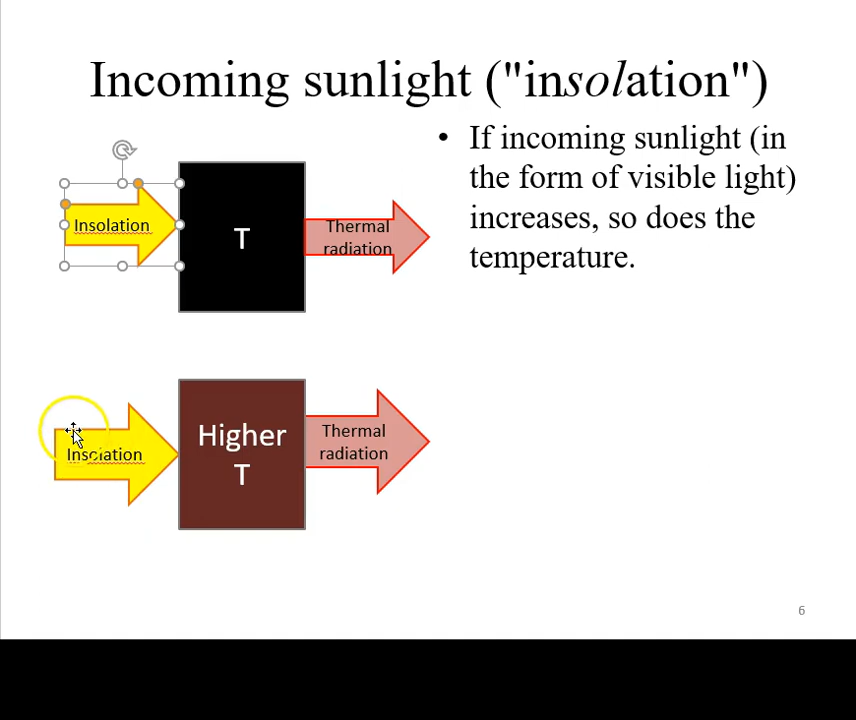 Incoming sunlight ("insolation")
• If incoming sunlight (in
the form of visible light)
increases, so does the
temperature.
Insolation
T
Thermal
radiation
Insolation
Higher
T
Thermal
radiation
6